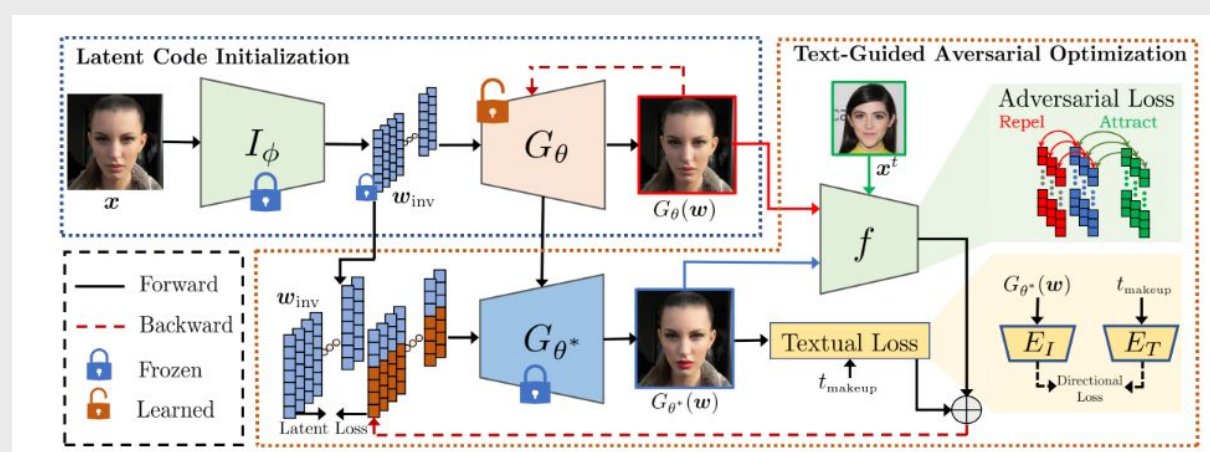 Latent Code Initialization
Text-Guided Aversarial Optimization
x
I_ϕ
w_inv
G_θ
G_θ(w)
x^t
f
Adversarial Loss
Repel
Attract
Forward
Backward
Frozen
Learned
w_inv
Latent Loss
G_θ*
G_θ*(w)
Textual Loss
t_makeup
G_θ*(w)
t_makeup
E_I
E_T
Directional
Loss